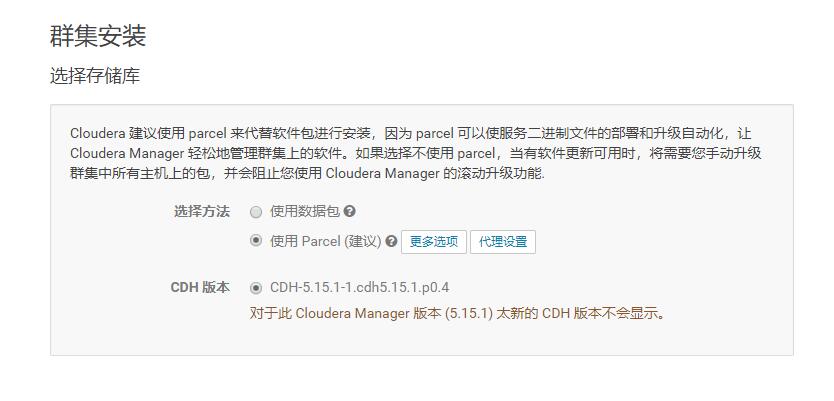 群集安装
选择存储库
Cloudera 建议使用 parcel 来代替软件包进行安装，因为 parcel 可以使服务二进制文件的部署和升级自动化，让
Cloudera Manager 轻松地管理群集上的软件。如果选择不使用 parcel，当有软件更新可用时，将需要您手动升级
群集中所有主机上的包，并会阻止您使用 Cloudera Manager 的滚动升级功能.
选择方法 使用数据包 ?
使用 Parcel (建议) ? 更多选项 代理设置
CDH 版本 CDH-5.15.1-1.cdh5.15.1.p0.4
对于此 Cloudera Manager 版本 (5.15.1) 太新的 CDH 版本不会显示。